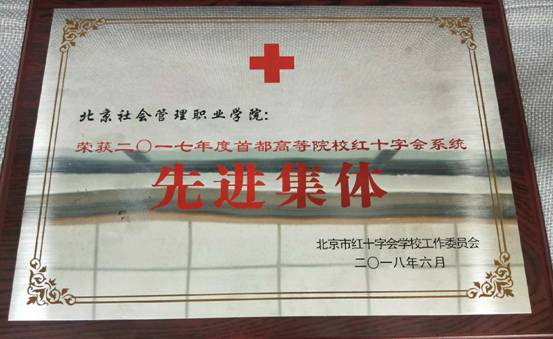 北京社会管理职业学院:
荣获二〇一七年度首都高等院校红十字会系统
先进集体
北京市红十字会学校工作委员会
二〇一八年六月